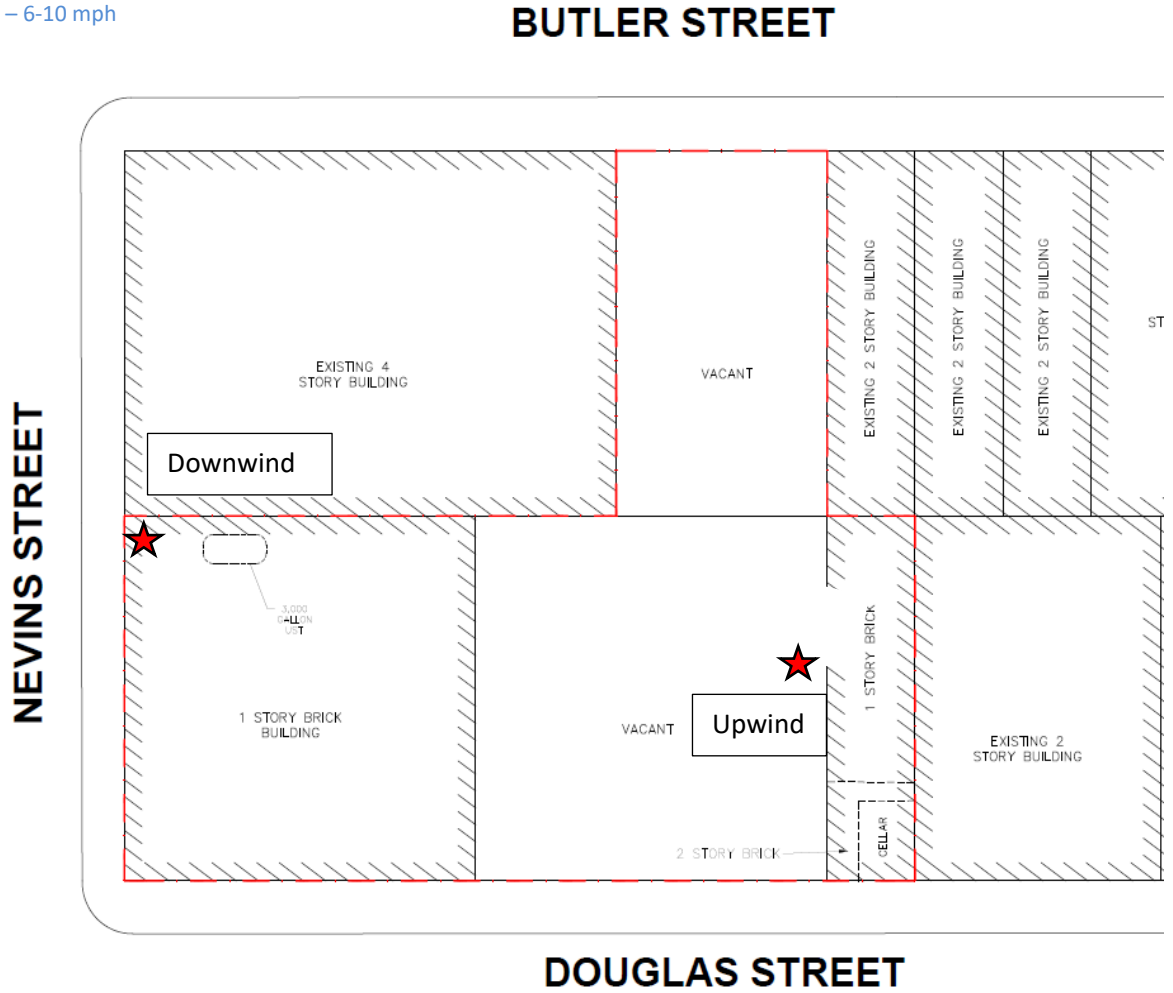 – 6-10 mph
BUTLER STREET
EXISTING 4
STORY BUILDING
VACANT
EXISTING 2 STORY BUILDING
EXISTING 2 STORY BUILDING
EXISTING 2 STORY BUILDING
ST
Downwind
NEVINS STREET
3,000
GALLON
UST
1 STORY BRICK
BUILDING
VACANT
Upwind
1 STORY BRICK
EXISTING 2
STORY BUILDING
2 STORY BRICK
CELLAR
DOUGLAS STREET